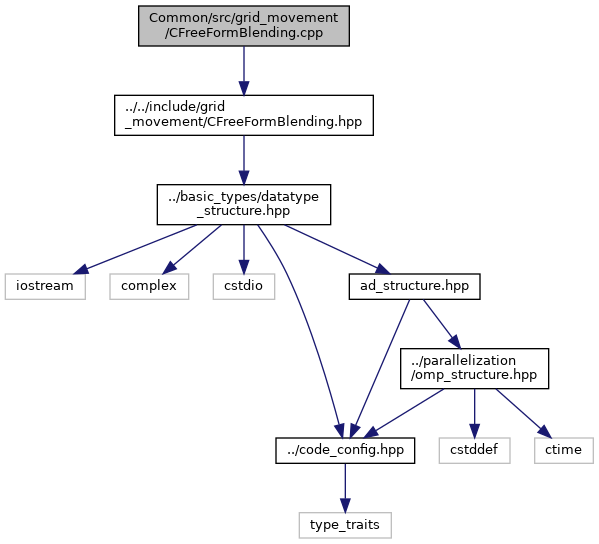 Common/src/grid_movement
/CFreeFormBlending.cpp
../../include/grid
_movement/CFreeFormBlending.hpp
../basic_types/datatype
_structure.hpp
iostream
complex
cstdio
ad_structure.hpp
../parallelization
/omp_structure.hpp
../code_config.hpp
cstddef
ctime
type_traits